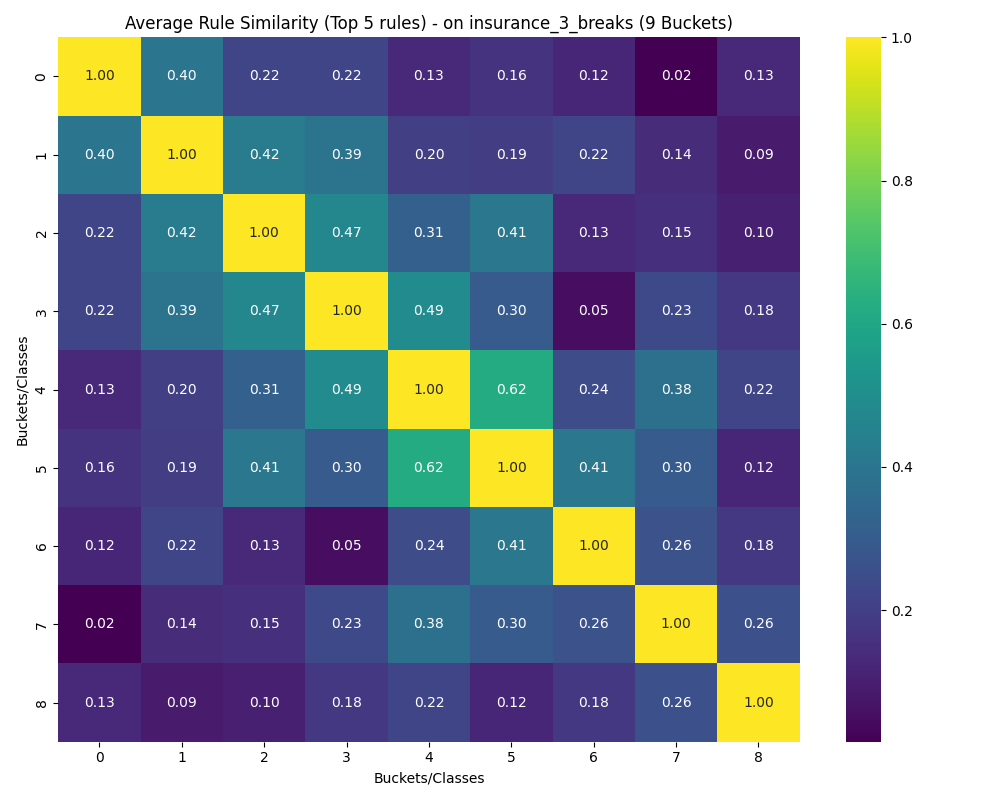 Average Rule Similarity (Top 5 rules) - on insurance_3_breaks (9 Buckets)
0 1.00 0.40 0.22 0.22 0.13 0.16 0.12 0.02 0.13
1 0.40 1.00 0.42 0.39 0.20 0.19 0.22 0.14 0.09
2 0.22 0.42 1.00 0.47 0.31 0.41 0.13 0.15 0.10
3 0.22 0.39 0.47 1.00 0.49 0.30 0.05 0.23 0.18
4 0.13 0.20 0.31 0.49 1.00 0.62 0.24 0.38 0.22
5 0.16 0.19 0.41 0.30 0.62 1.00 0.41 0.30 0.12
6 0.12 0.22 0.13 0.05 0.24 0.41 1.00 0.26 0.18
7 0.02 0.14 0.15 0.23 0.38 0.30 0.26 1.00 0.26
8 0.13 0.09 0.10 0.18 0.22 0.12 0.18 0.26 1.00
0 1 2 3 4 5 6 7 8
Buckets/Classes
Buckets/Classes
1.0
0.8
0.6
0.4
0.2